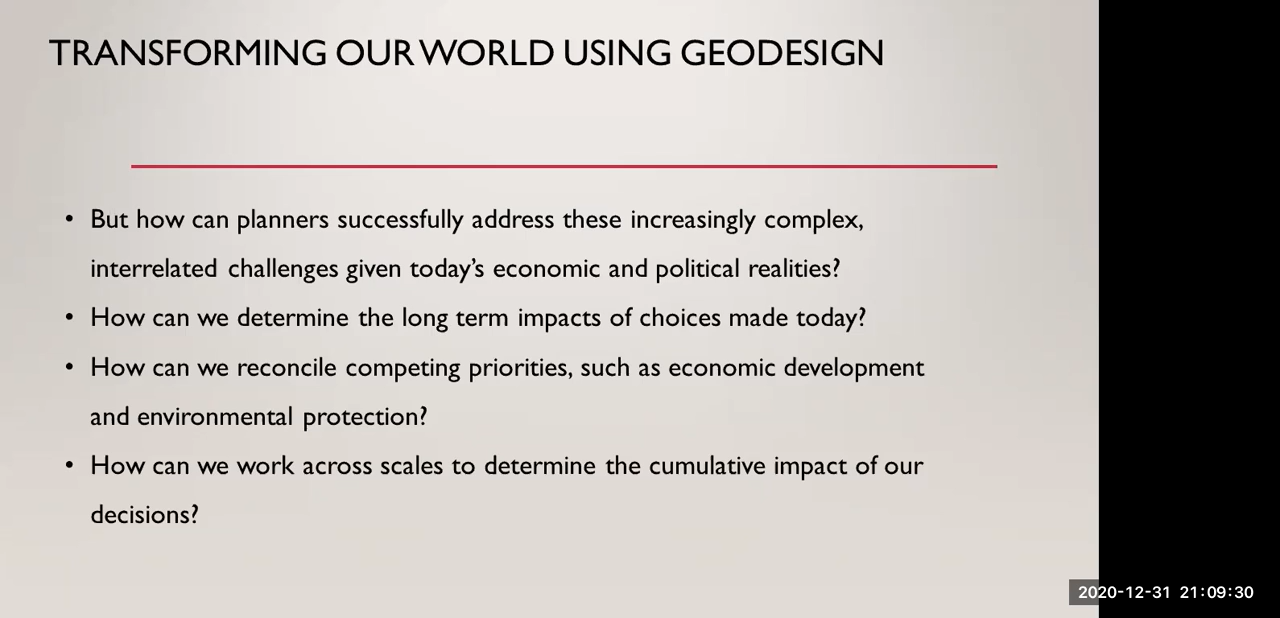 TRANSFORMING OUR WORLD USING GEODESIGN
• But how can planners successfully address these increasingly complex,
interrelated challenges given today's economic and political realities?
• How can we determine the long term impacts of choices made today?
• How can we reconcile competing priorities, such as economic development
and environmental protection?
• How can we work across scales to determine the cumulative impact of our
decisions?
2020-12-31 21:09:30